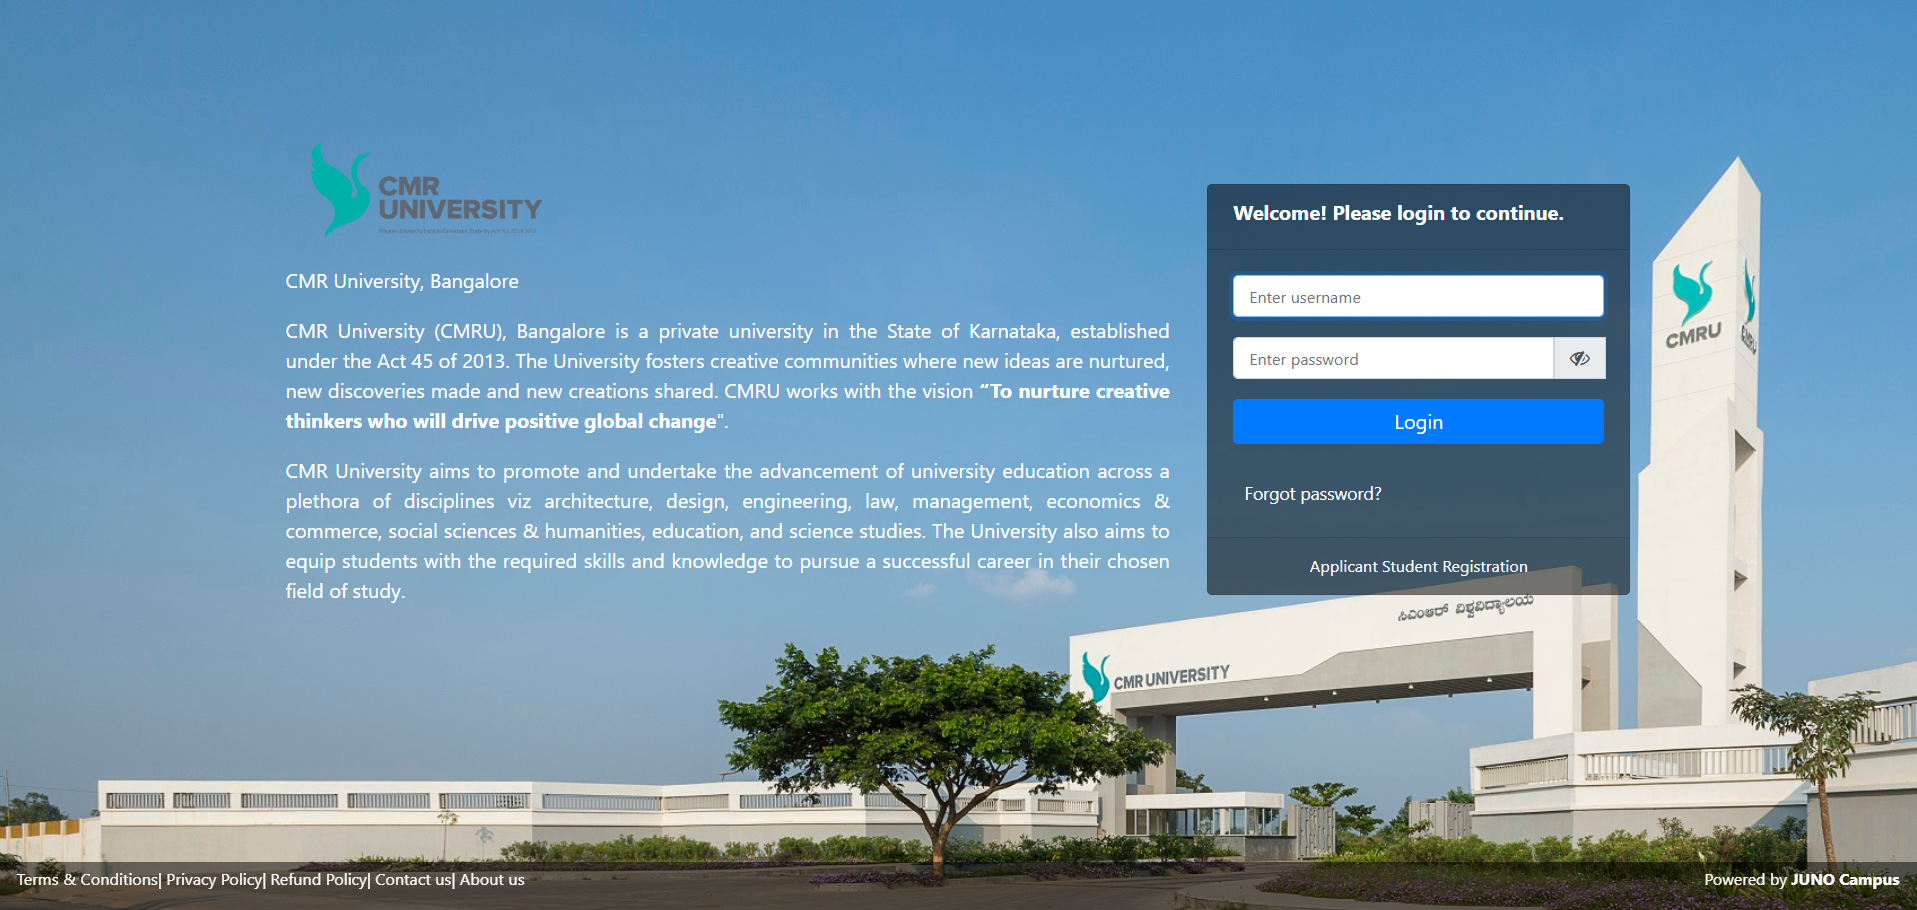 CMR
UNIVERSITY
CMR University, Bangalore
CMR University (CMRU), Bangalore is a private university in the State of Karnataka, established
under the Act 45 of 2013. The University fosters creative communities where new ideas are nurtured,
new discoveries made and new creations shared. CMRU works with the vision “To nurture creative
thinkers who will drive positive global change".
CMR University aims to promote and undertake the advancement of university education across a
plethora of disciplines viz architecture, design, engineering, law, management, economics &
commerce, social sciences & humanities, education, and science studies. The University also aims to
equip students with the required skills and knowledge to pursue a successful career in their chosen
field of study.
Welcome! Please login to continue.
Enter username
Enter password
Login
Forgot password?
Applicant Student Registration
CMRU
CMRU
ಸಿಎಂಆರ್ ವಿಶ್ವವಿದ್ಯಾಲಯ
CMR UNIVERSITY
Terms & Conditions| Privacy Policy| Refund Policy| Contact us| About us
Powered by JUNO Campus